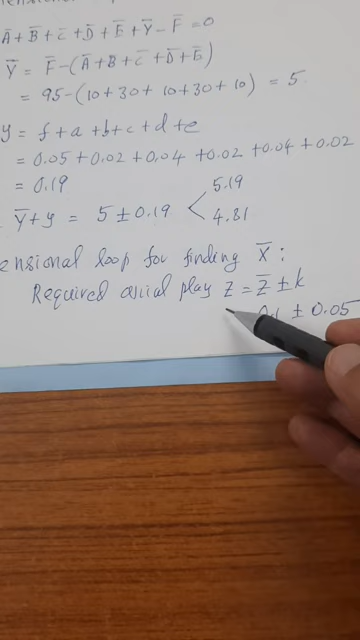 Ā + B̄ + C̄ + D̄ + Ē + Ȳ − F̄ = 0
Ȳ = F̄ − (Ā + B + C̄ + D̄ + Ē)
= 95 − (10 + 30 + 10 + 30 + 10) = 5
y = f + a + b + c + d + e
= 0.05 + 0.02 + 0.04 + 0.02 + 0.04 + 0.02
= 0.19
5.19
Ȳ + y = 5 ± 0.19
4.81
ensional loop for finding X̄ :
Required axial play Z = Z̄ ± k
± 0.05